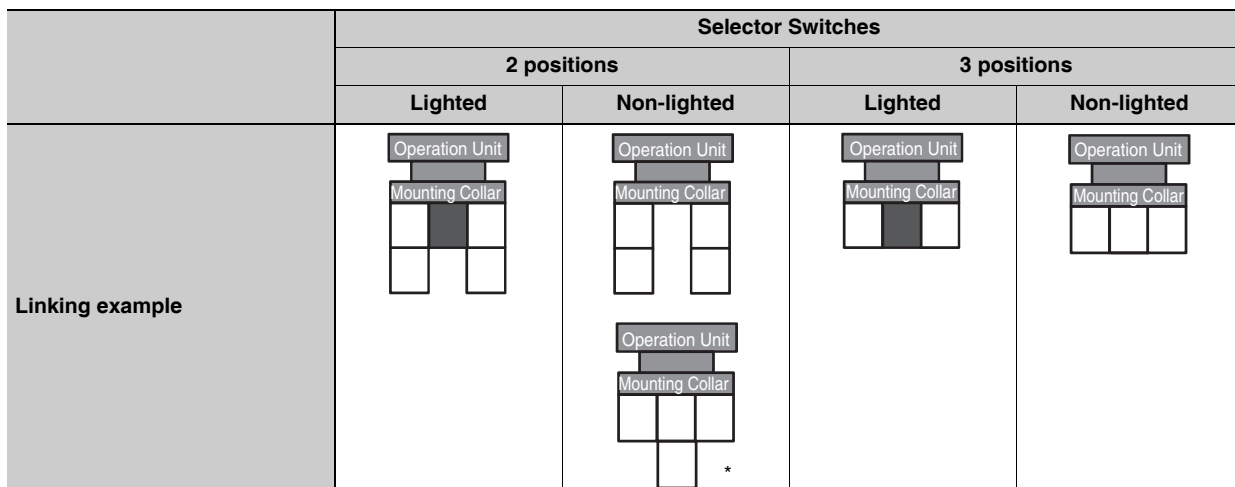 Selector Switches
2 positions 3 positions
Lighted Non-lighted Lighted Non-lighted
Linking example
Operation Unit
Mounting Collar
Operation Unit
Mounting Collar
Operation Unit
Mounting Collar
*
Operation Unit
Mounting Collar
Operation Unit
Mounting Collar